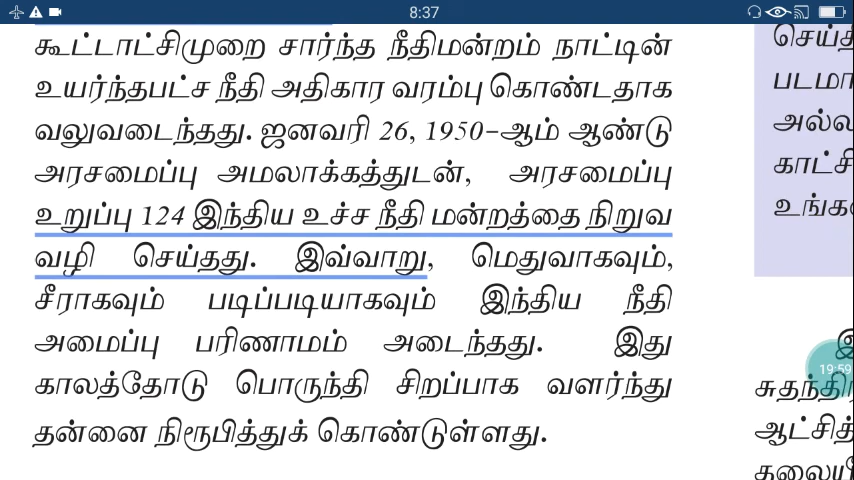 8:37
கூட்டாட்சிமுறை சார்ந்த நீதிமன்றம் நாட்டின்
உயர்ந்தபட்ச நீதி அதிகார வரம்பு கொண்டதாக
வலுவடைந்தது. ஜனவரி 26, 1950-ஆம் ஆண்டு
அரசமைப்பு அமலாக்கத்துடன், அரசமைப்பு
உறுப்பு 124 இந்திய உச்ச நீதி மன்றத்தை நிறுவ
வழி செய்தது. இவ்வாறு, மெதுவாகவும்,
சீராகவும் படிப்படியாகவும் இந்திய நீதி
அமைப்பு பரிணாமம் அடைந்தது. இது
காலத்தோடு பொருந்தி சிறப்பாக வளர்ந்து
தன்னை நிரூபித்துக் கொண்டுள்ளது.
19:59